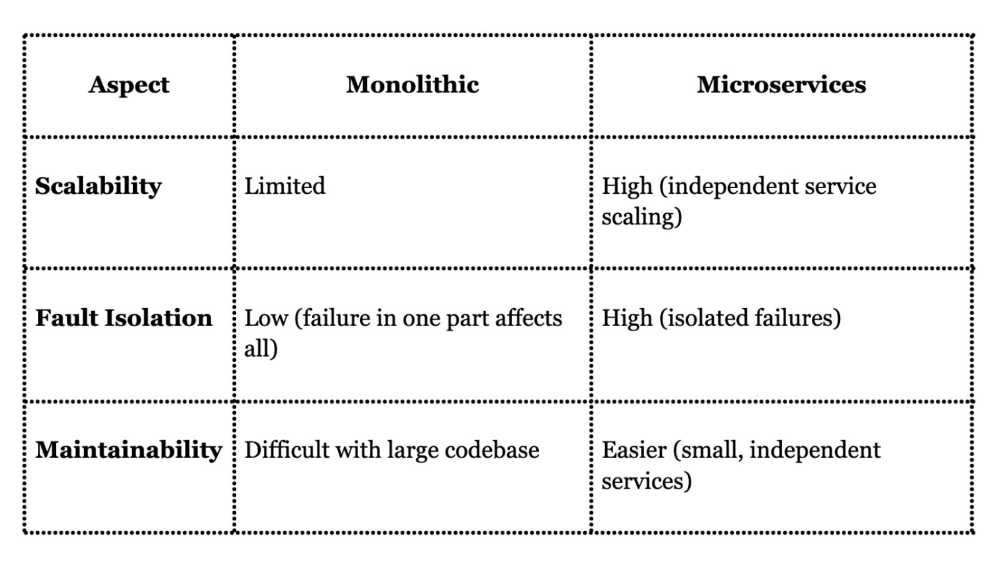 Aspect
Monolithic
Microservices
Scalability
Limited
High (independent service
scaling)
Fault Isolation
Low (failure in one part affects
all)
High (isolated failures)
Maintainability
Difficult with large codebase
Easier (small, independent
services)